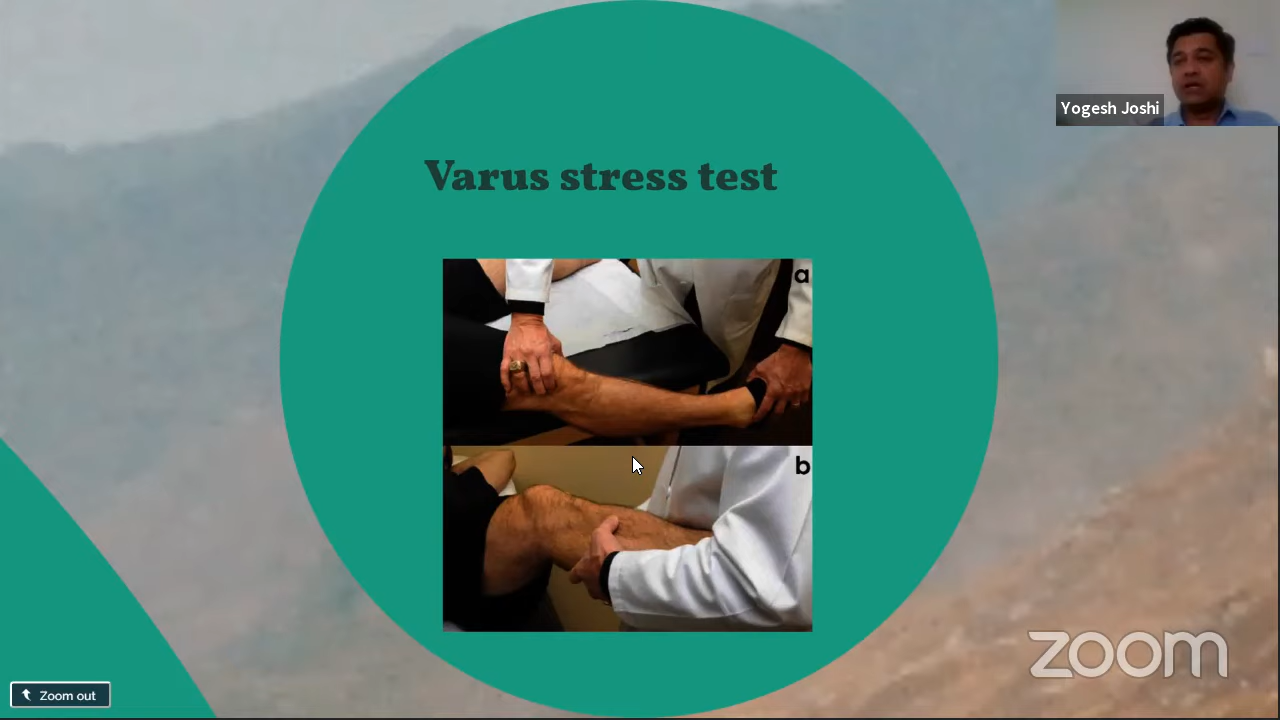 Yogesh Joshi
Varus stress test
a
b
zoom
Zoom out